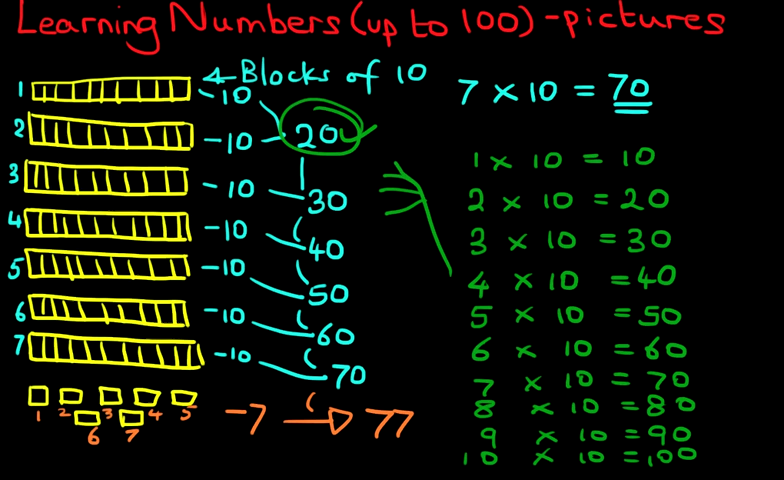 Learning Numbers (up to 100) - pictures
← Blocks of 10
1 - 10
2 - 10 20
3 - 10 30
4 - 10 40
5 - 10 50
6 - 10 60
7 - 10 70
1 2 3 4 5
6 7
- 7 → 77
7 x 10 = 70
1 x 10 = 10
2 x 10 = 20
3 x 10 = 30
4 x 10 = 40
5 x 10 = 50
6 x 10 = 60
7 x 10 = 70
8 x 10 = 80
9 x 10 = 90
10 x 10 = 100